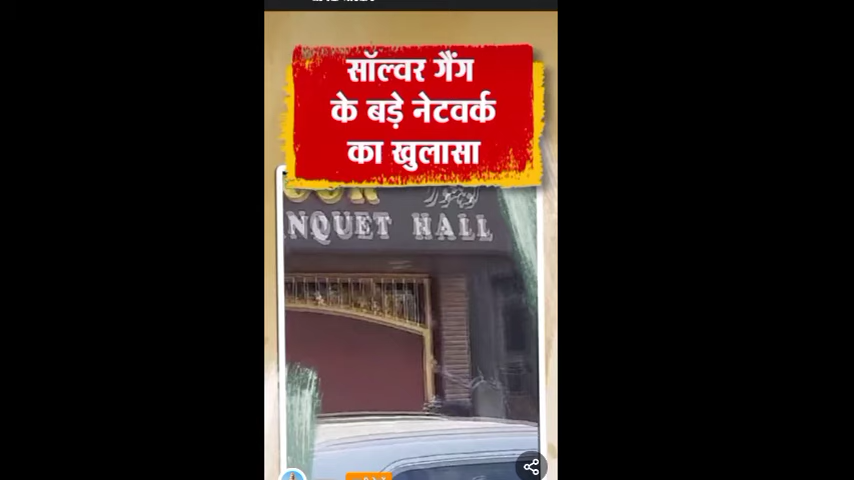 सॉल्वर गैंग
के बड़े नेटवर्क
का खुलासा
NQUET HALL